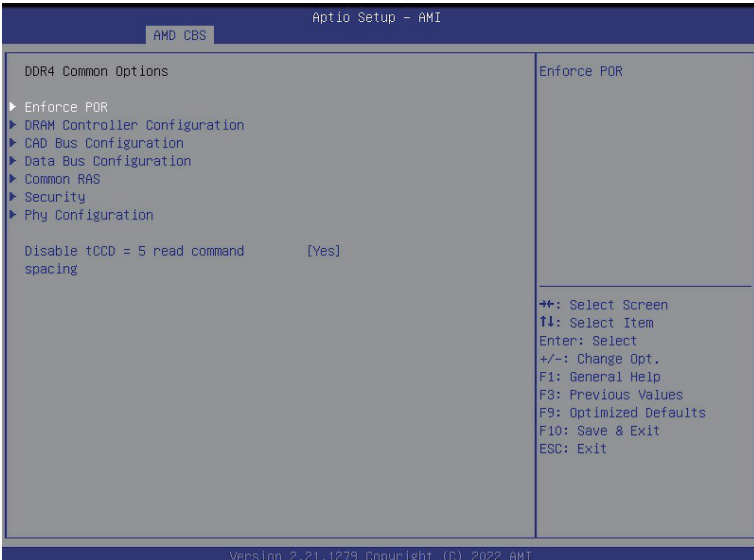 Aptio Setup – AMI
AMD CBS
DDR4 Common Options
Enforce POR
DRAM Controller Configuration
CAD Bus Configuration
Data Bus Configuration
Common RAS
Security
Phy Configuration
Disable tCCD = 5 read command [Yes]
spacing
Enforce POR
→←: Select Screen
↑↓: Select Item
Enter: Select
+/-: Change Opt.
F1: General Help
F3: Previous Values
F9: Optimized Defaults
F10: Save & Exit
ESC: Exit
Version 2.21.1279 Copyright (C) 2022 AMI